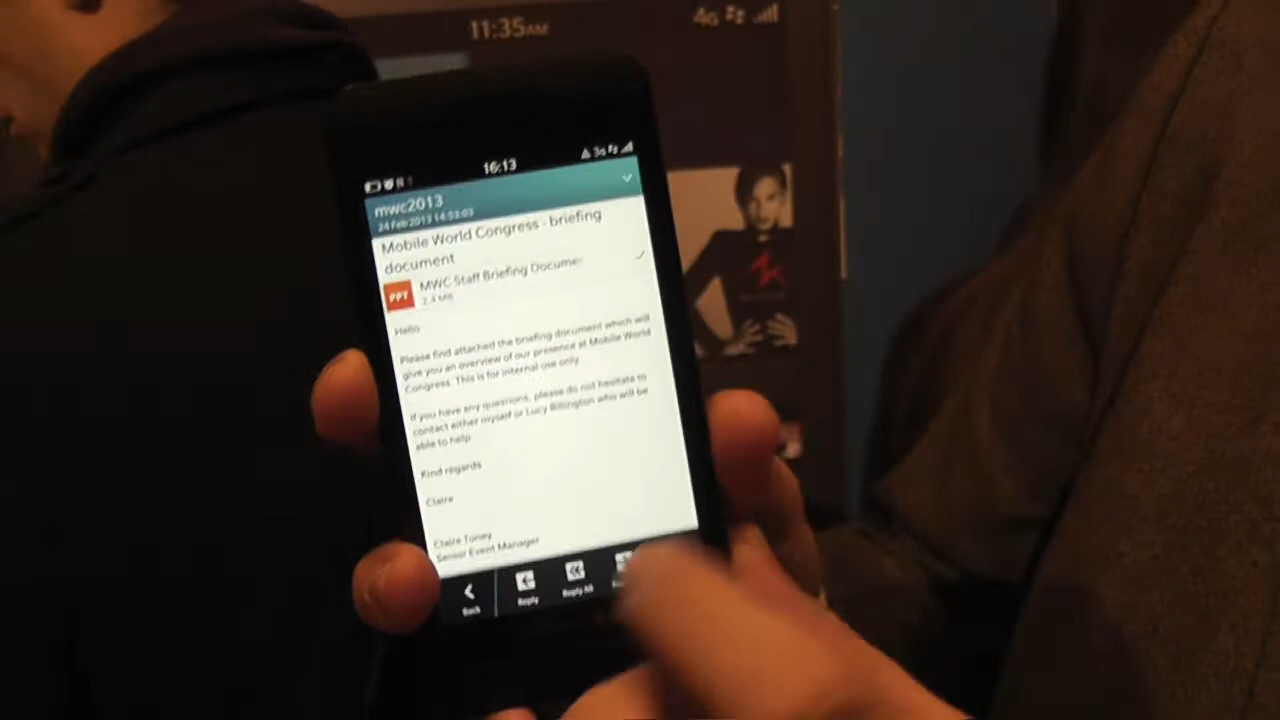 11:35AM
4G
16:13
3G
mwc2013
24 Feb 2013 14:53:03
Mobile World Congress - briefing
document
PPT
MWC Staff Briefing Docume-
2.4 MB
Hello
Please find attached the briefing document which will
give you an overview of our presence at Mobile World
Congress. This is for internal use only
If you have any questions, please do not hesitate to
contact either myself or Lucy Billington who will be
able to help
Kind regards
Claire
Claire Toney
Senior Event Manager
Back
Reply
Reply All